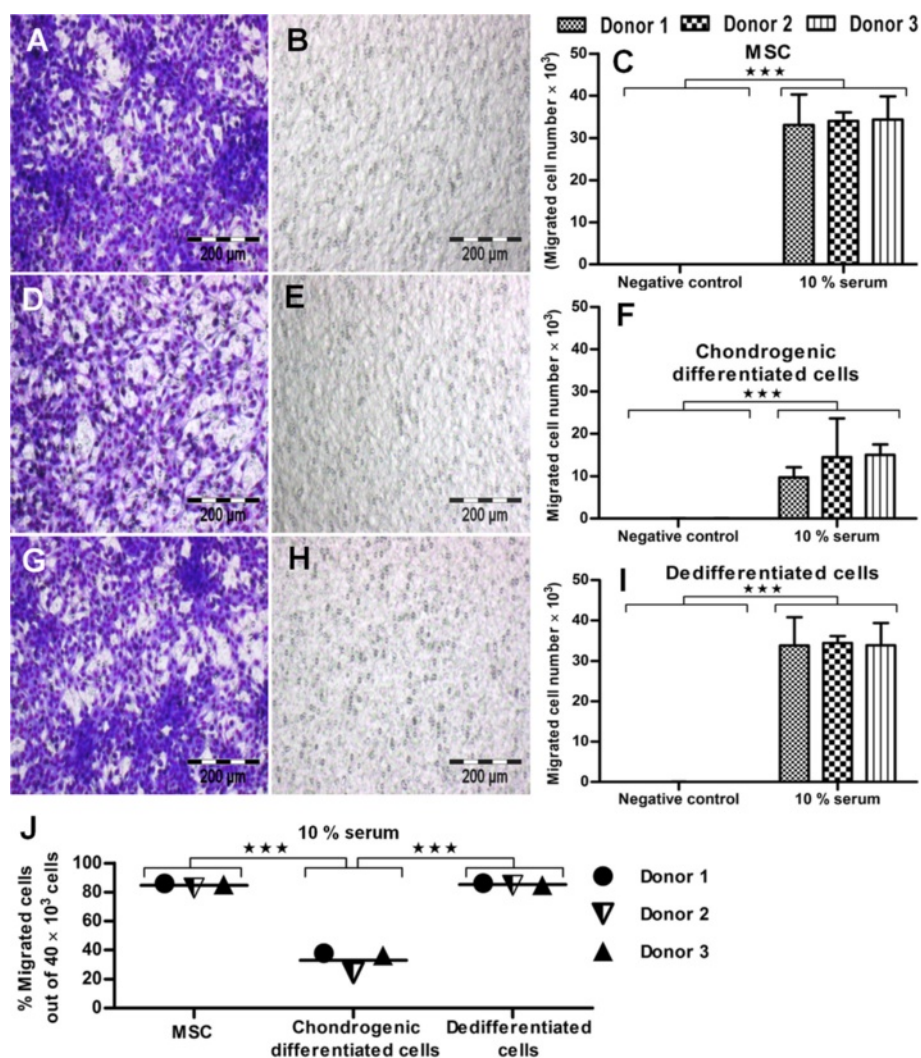 A
200 µm
B
200 µm
Donor 1 Donor 2 Donor 3
C
MSC
★★★
(Migrated cell number × 10³)
50
40
30
20
10
0
Negative control 10 % serum
D
200 µm
E
200 µm
F
Chondrogenic
differentiated cells
★★★
Migrated cell number × 10³)
50
40
30
20
10
0
Negative control 10 % serum
G
200 µm
H
200 µm
I
Dedifferentiated cells
★★★
Migrated cell number × 10³)
50
40
30
20
10
0
Negative control 10 % serum
J
10 % serum
★★★ ★★★
% Migrated cells
out of 40 × 10³ cells
100
80
60
40
20
0
MSC
Chondrogenic
differentiated cells
Dedifferentiated
cells
Donor 1
Donor 2
Donor 3